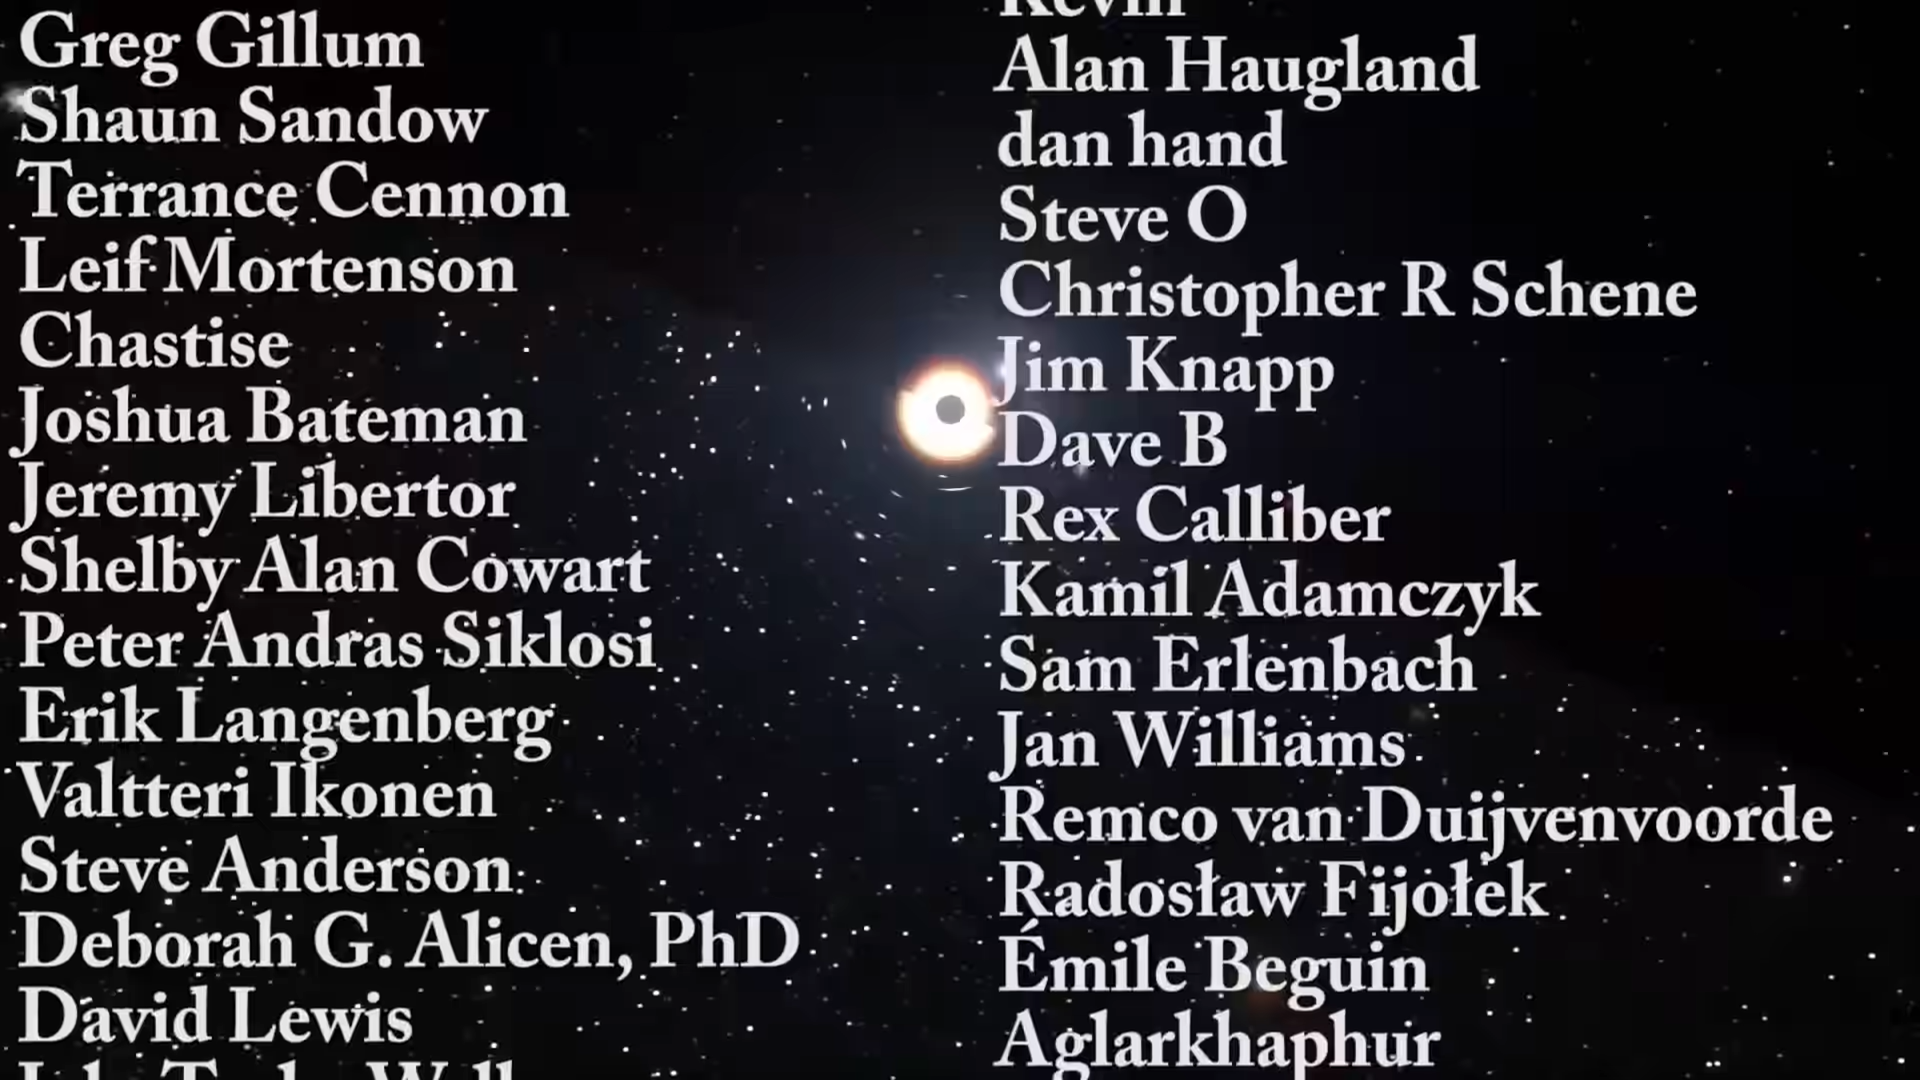 Greg Gillum
Shaun Sandow
Terrance Cennon
Leif Mortenson
Chastise
Joshua Bateman
Jeremy Libertor
Shelby Alan Cowart
Peter Andras Siklosi
Erik Langenberg
Valtteri Ikonen
Steve Anderson
Deborah G. Alicen, PhD
David Lewis
Kevin
Alan Haugland
dan hand
Steve O
Christopher R Schene
Jim Knapp
Dave B
Rex Calliber
Kamil Adamczyk
Sam Erlenbach
Jan Williams
Remco van Duijvenvoorde
Radosław Fijołek
Émile Beguin
Aglarkhaphur